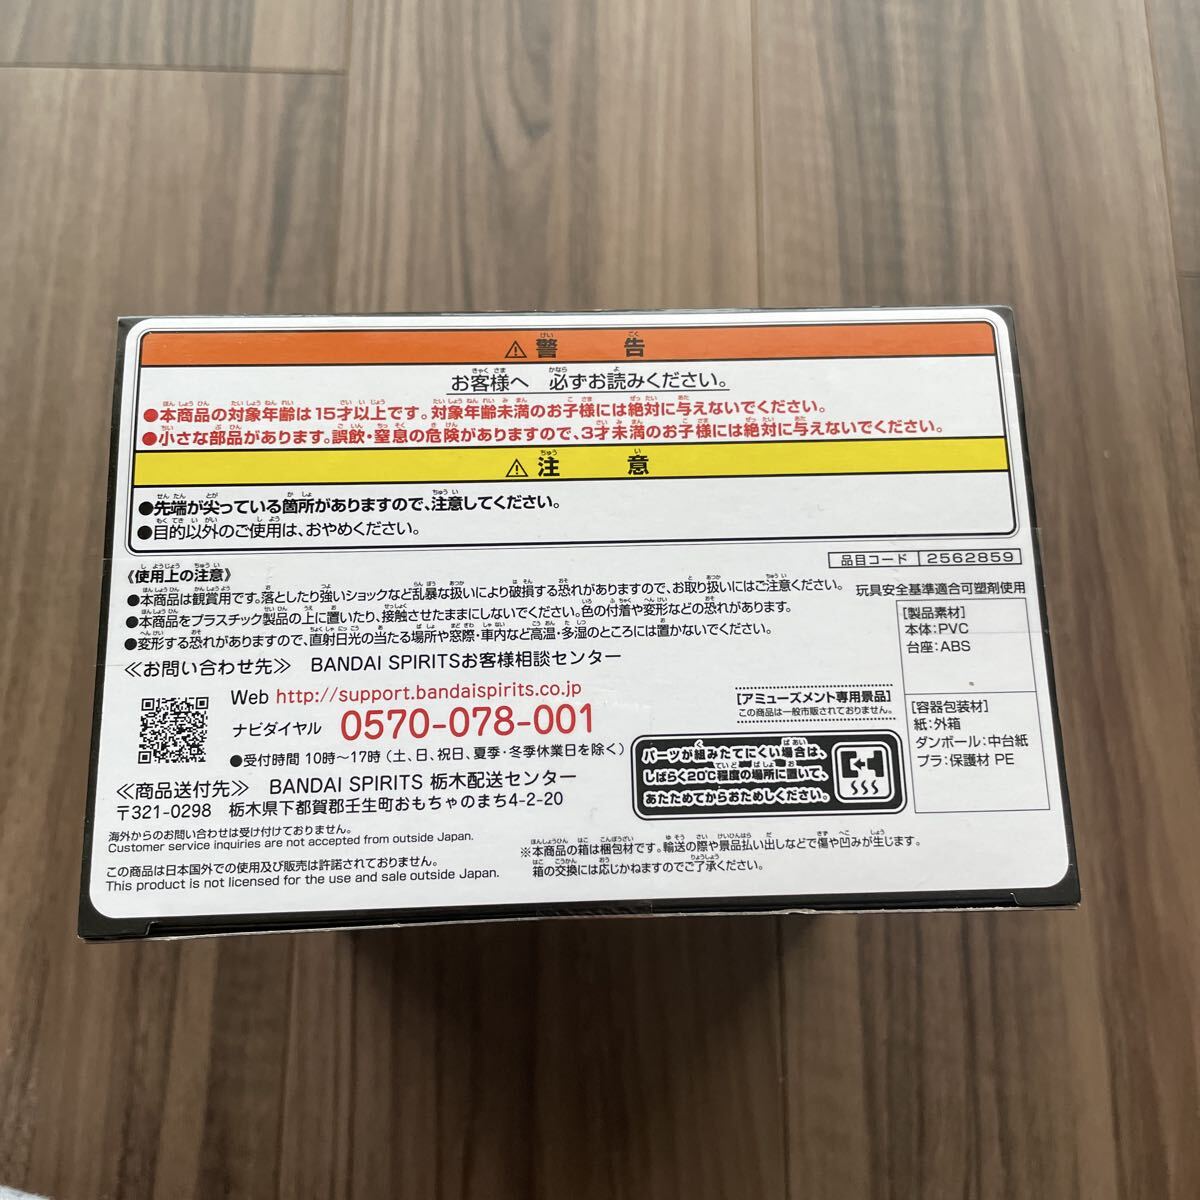 ⚠警告
お客様へ 必ずお読みください。
●本商品の対象年齢は15才以上です。対象年齢未満のお子様には絶対に与えないでください。
●小さな部品があります。誤飲・窒息の危険がありますので、3才未満のお子様には絶対に与えないでください。
⚠注意
●先端が尖っている箇所がありますので、注意してください。
●目的以外のご使用は、おやめください。
品目コード 2562859
《使用上の注意》
玩具安全基準適合可塑剤使用
●本商品は観賞用です。落としたり強いショックなど乱暴な扱いにより破損する恐れがありますので、お取り扱いにはご注意ください。
●本商品をプラスチック製品の上に置いたり、接触させたままにしないでください。色の付着や変形などの恐れがあります。
●変形する恐れがありますので、直射日光の当たる場所や窓際・車内など高温・多湿のところには置かないでください。
[製品素材]
本体:PVC
台座:ABS
≪お問い合わせ先≫ BANDAI SPIRITSお客様相談センター
Web http://support.bandaispirits.co.jp
ナビダイヤル 0570-078-001
●受付時間 10時〜17時(土、日、祝日、夏季・冬季休業日を除く)
[アミューズメント専用景品]
この商品は一般市販されておりません。
[容器包装材]
紙:外箱
ダンボール:中台紙
プラ:保護材 PE
≪商品送付先≫ BANDAI SPIRITS 栃木配送センター
〒321-0298 栃木県下都賀郡壬生町おもちゃのまち4-2-20
パーツが組みたてにくい場合は、
しばらく20℃程度の場所に置いて、
あたためてからおためしください。
海外からのお問い合わせは受け付けておりません。
Customer service inquiries are not accepted from outside Japan.
この商品は日本国外での使用及び販売は許諾されておりません。
This product is not licensed for the use and sale outside Japan.
※本商品の箱は梱包材です。輸送の際や景品払い出しなどで傷や凹みが生じます。
箱の交換には応じかねますのでご了承ください。